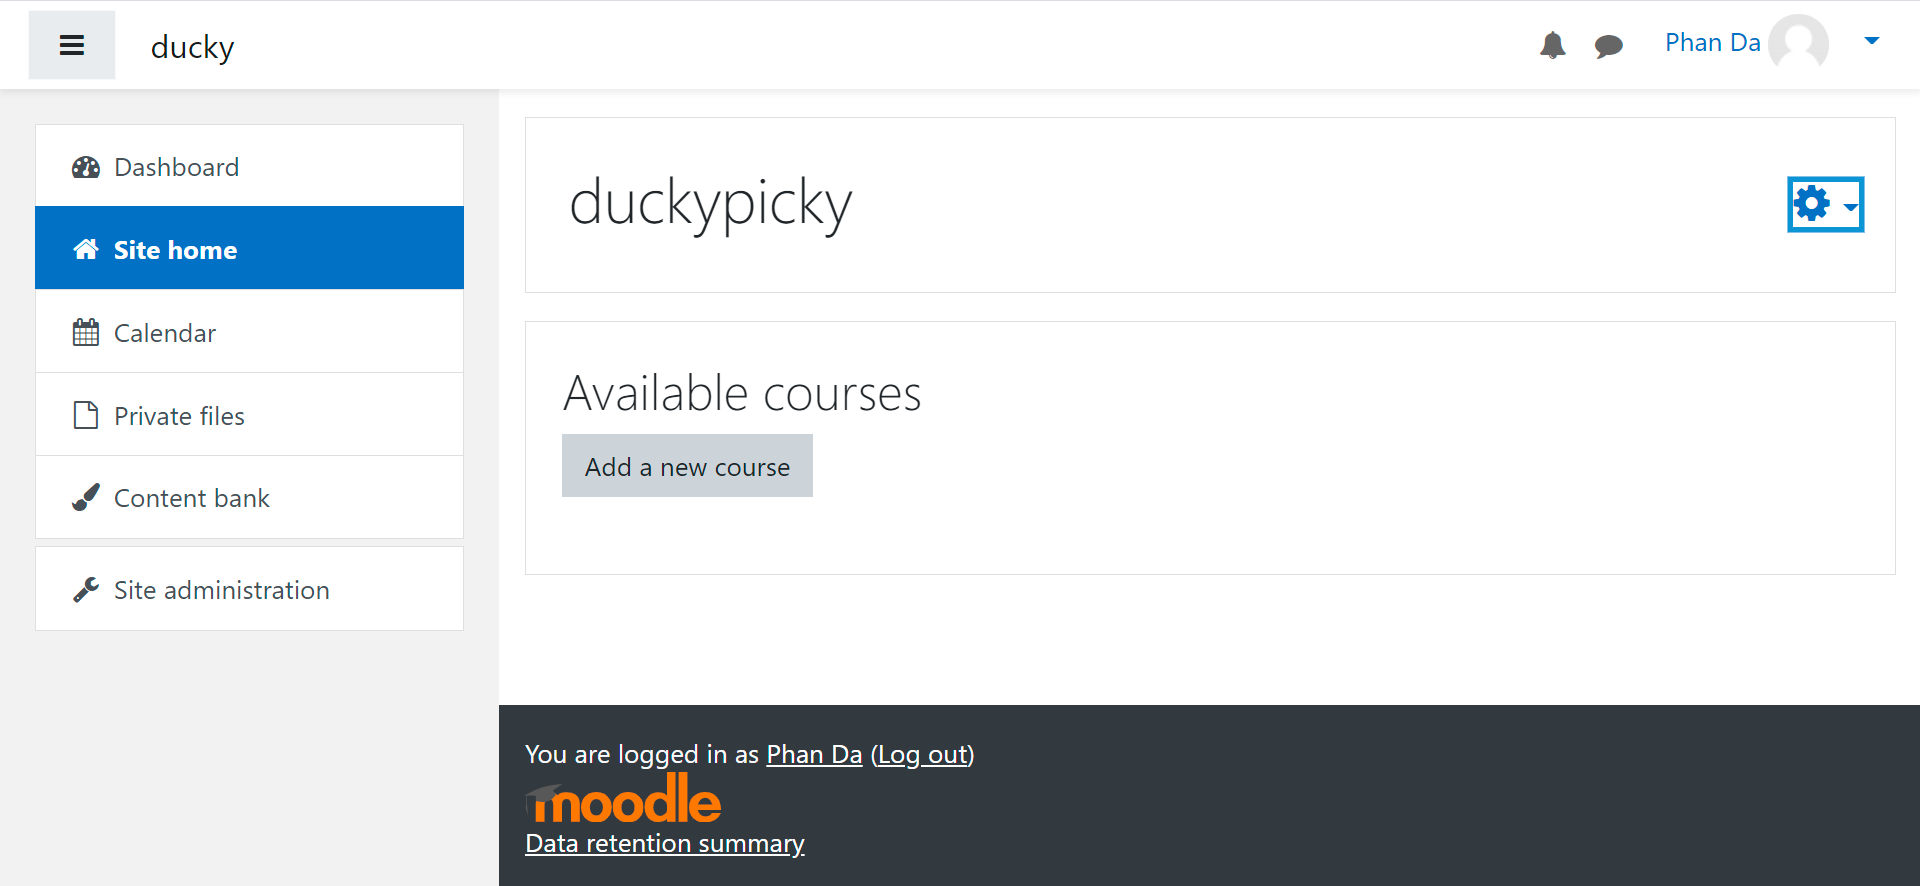 ducky
Phan Da
Dashboard
Site home
Calendar
Private files
Content bank
Site administration
duckypicky
Available courses
Add a new course
You are logged in as Phan Da (Log out)
moodle
Data retention summary